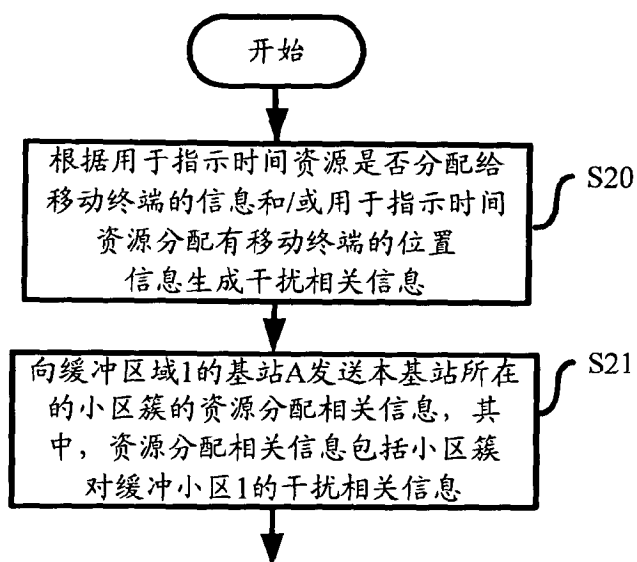 开始
根据用于指示时间资源是否分配给
移动终端的信息和/或用于指示时间
资源分配有移动终端的位置
信息生成干扰相关信息
S20
向缓冲区域1的基站A发送本基站所在
的小区簇的资源分配相关信息，其
中，资源分配相关信息包括小区簇
对缓冲小区1的干扰相关信息
S21